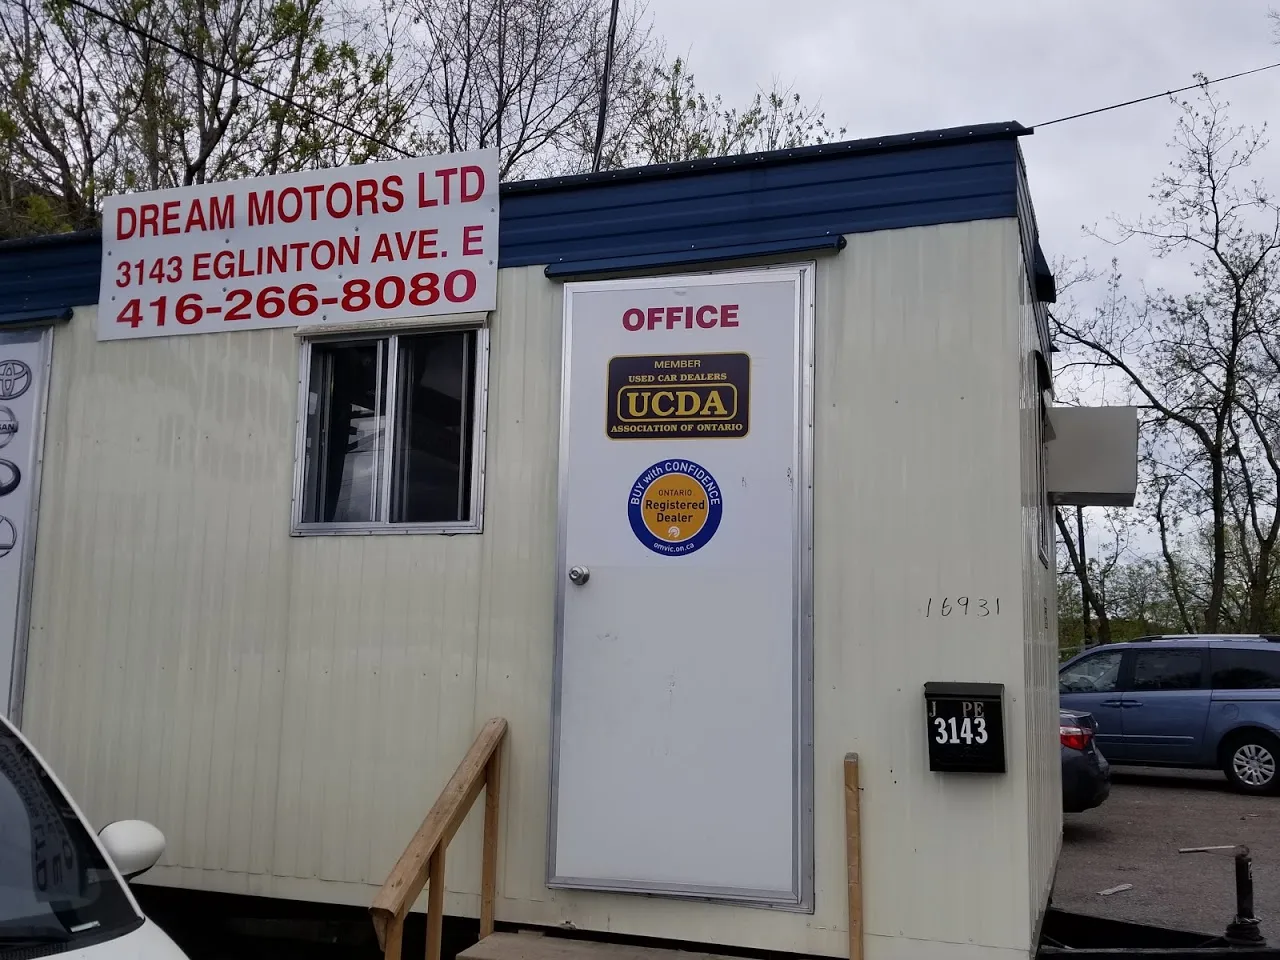 DREAM MOTORS LTD
3143 EGLINTON AVE. E
416-266-8080
OFFICE
MEMBER
USED CAR DEALERS
UCDA
ASSOCIATION OF ONTARIO
BUY with CONFIDENCE
ONTARIO
Registered
Dealer
omvic.on.ca
16931
J PE
3143